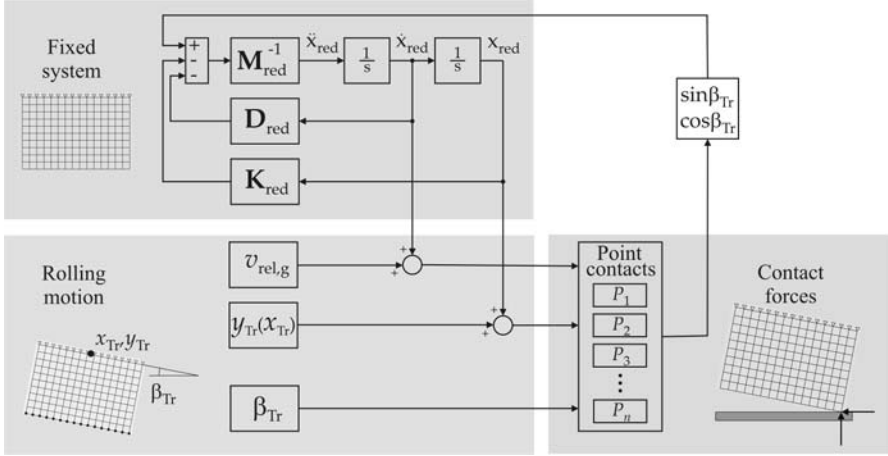 Fixed
system
+
-
-
M_red^-1
ẍ_red
1/s
ẋ_red
1/s
x_red
D_red
K_red
sinβ_Tr
cosβ_Tr
Rolling
motion
x_Tr,y_Tr
β_Tr
v_rel,g
+
+
y_Tr(x_Tr)
+
+
β_Tr
Point
contacts
P_1
P_2
P_3
⋮
P_n
Contact
forces